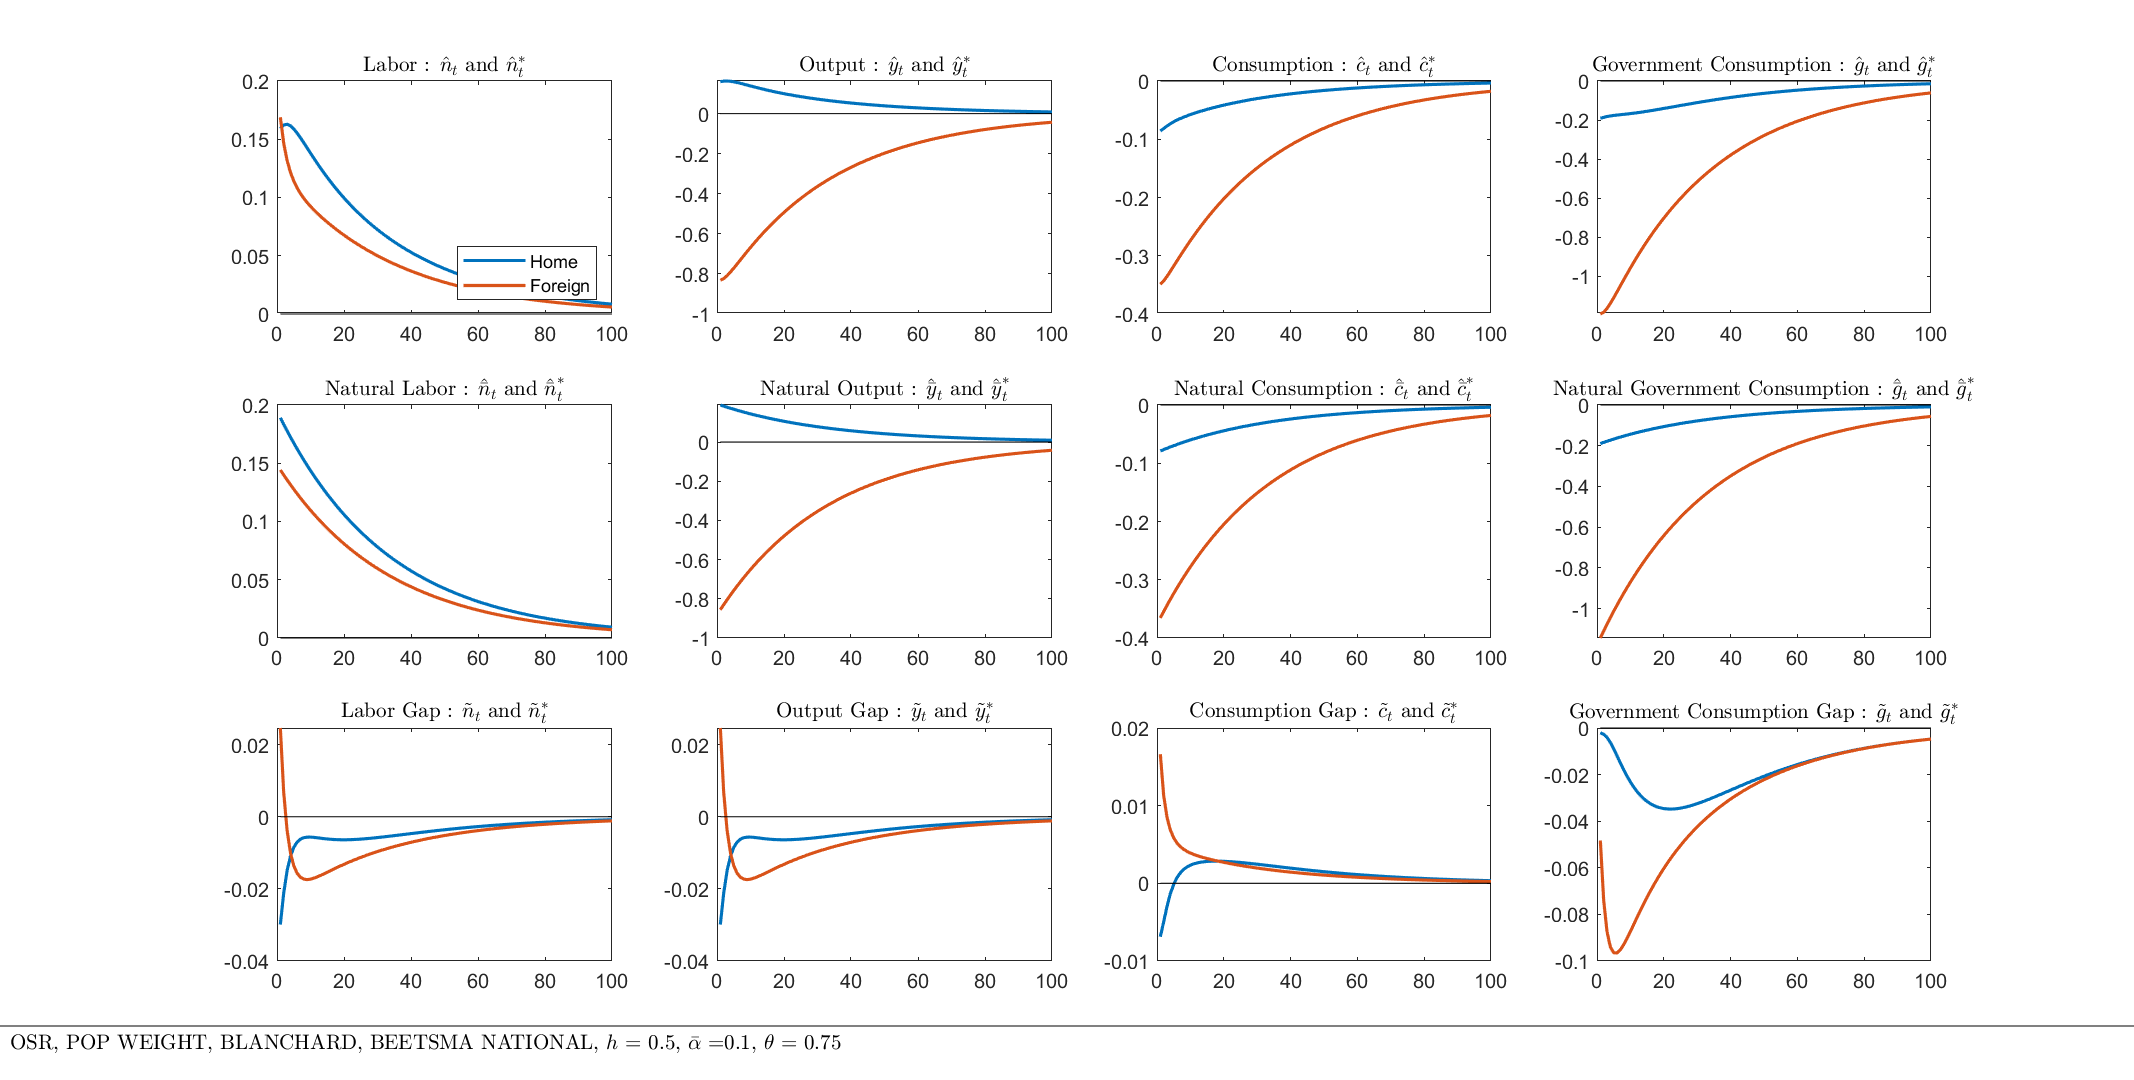 Labor : n̂ₜ and n̂ₜ*
Output : ŷₜ and ŷₜ*
Consumption : ĉₜ and ĉₜ*
Government Consumption : ĝₜ and ĝₜ*
0.2
0.15
0.1
0.05
0
0 20 40 60 80 100
Home
Foreign
0
-0.2
-0.4
-0.6
-0.8
-1
0 20 40 60 80 100
0
-0.1
-0.2
-0.3
-0.4
0 20 40 60 80 100
0
-0.2
-0.4
-0.6
-0.8
-1
0 20 40 60 80 100
Natural Labor : n̂̄ₜ and n̂̄ₜ*
Natural Output : ŷ̄ₜ and ŷ̄ₜ*
Natural Consumption : ĉ̄ₜ and ĉ̄ₜ*
Natural Government Consumption : ĝ̄ₜ and ĝ̄ₜ*
0.2
0.15
0.1
0.05
0
0 20 40 60 80 100
0
-0.2
-0.4
-0.6
-0.8
-1
0 20 40 60 80 100
0
-0.1
-0.2
-0.3
-0.4
0 20 40 60 80 100
0
-0.2
-0.4
-0.6
-0.8
-1
0 20 40 60 80 100
Labor Gap : ñₜ and ñₜ*
Output Gap : ỹₜ and ỹₜ*
Consumption Gap : c̃ₜ and c̃ₜ*
Government Consumption Gap : g̃ₜ and g̃ₜ*
0.02
0
-0.02
-0.04
0 20 40 60 80 100
0.02
0
-0.02
-0.04
0 20 40 60 80 100
0.02
0.01
0
-0.01
0 20 40 60 80 100
0
-0.02
-0.04
-0.06
-0.08
-0.1
0 20 40 60 80 100
OSR, POP WEIGHT, BLANCHARD, BEETSMA NATIONAL, h = 0.5, ᾱ =0.1, θ = 0.75